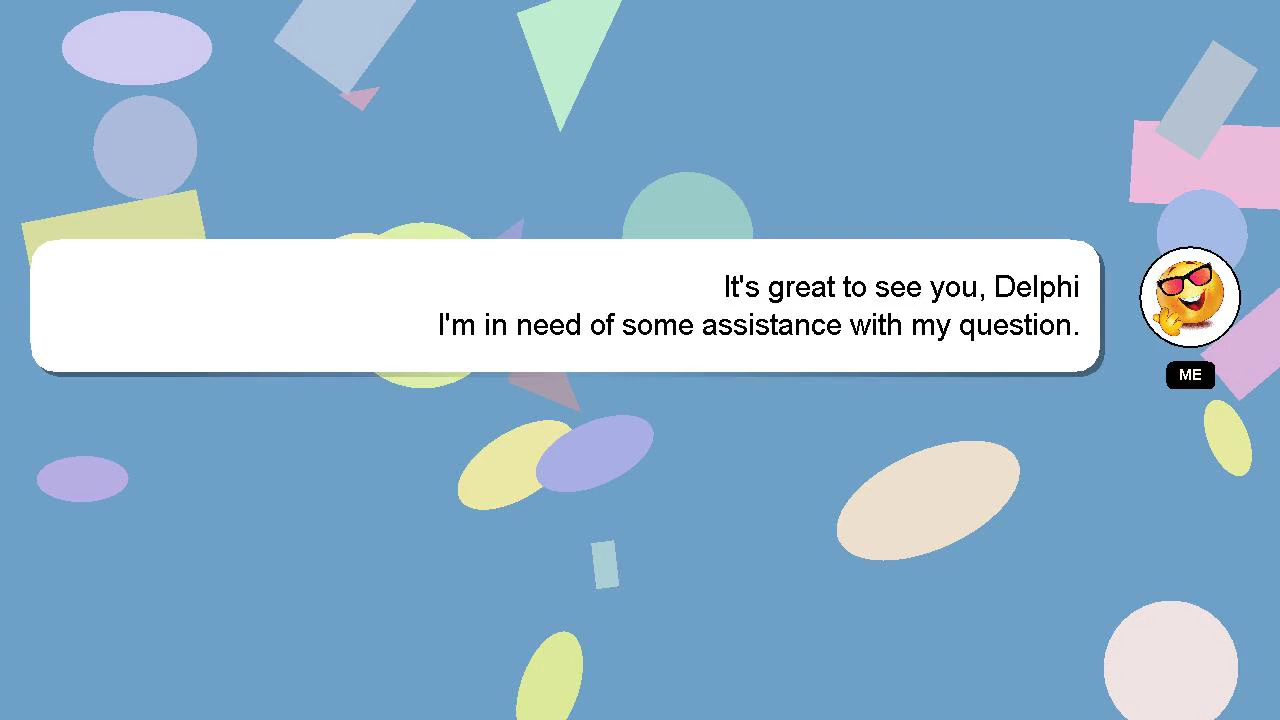 It's great to see you, Delphi
I'm in need of some assistance with my question.
ME